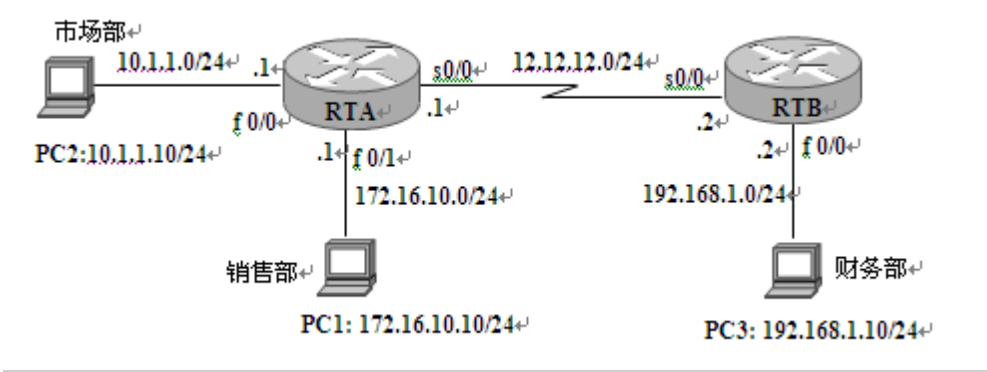 市场部
10.1.1.0/24
.1
s0/0
12.12.12.0/24
s0/0
RTA
.1
RTB
f 0/0
.2
PC2:10.1.1.10/24
.1
f 0/1
.2
f 0/0
172.16.10.0/24
192.168.1.0/24
销售部
财务部
PC1: 172.16.10.10/24
PC3: 192.168.1.10/24